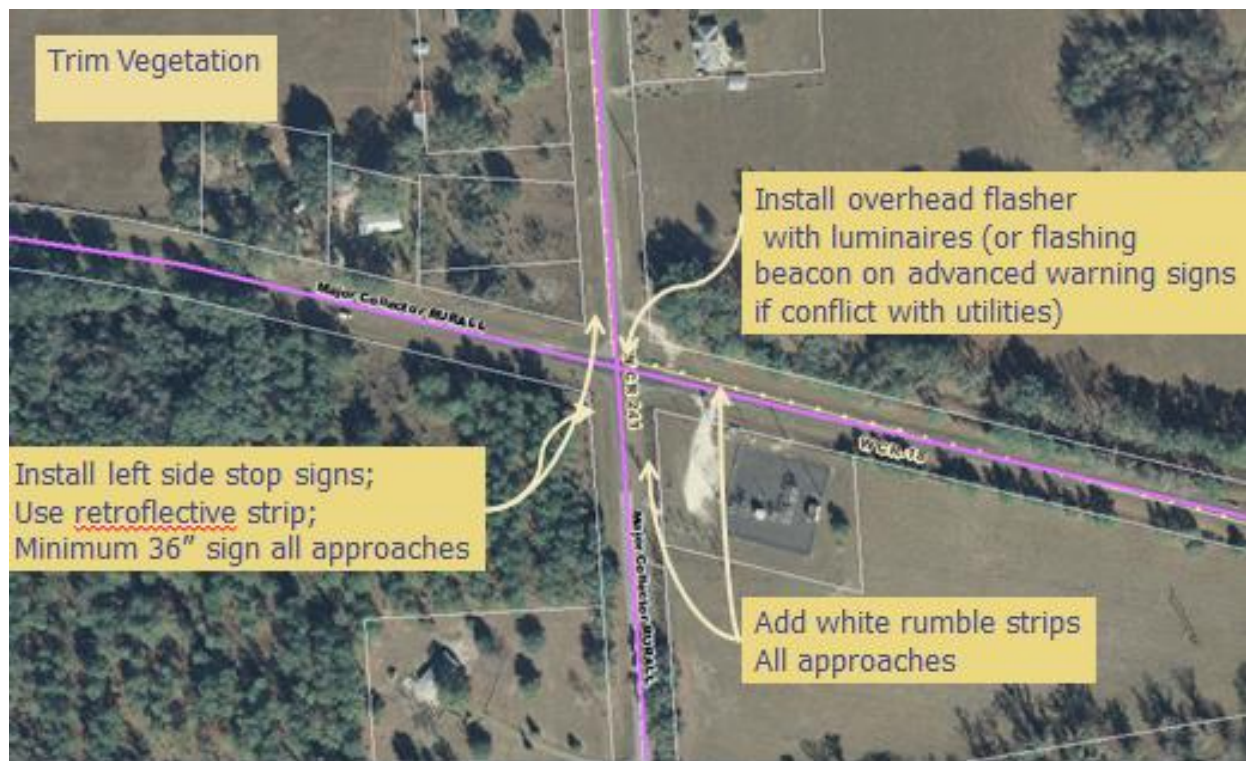 Trim Vegetation
Install overhead flasher
with luminaires (or flashing
beacon on advanced warning signs
if conflict with utilities)
Major Collector MJRALL
Install left side stop signs;
Use retroflective strip;
Minimum 36” sign all approaches
Major Collector MJRALL
Add white rumble strips
All approaches